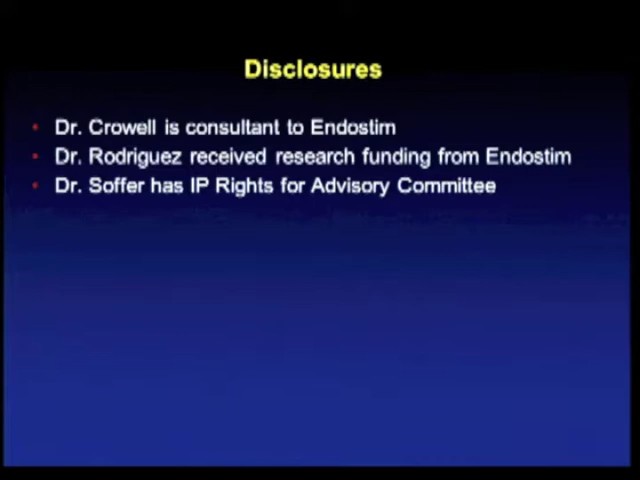 Disclosures
• Dr. Crowell is consultant to Endostim
• Dr. Rodriguez received research funding from Endostim
• Dr. Soffer has IP Rights for Advisory Committee